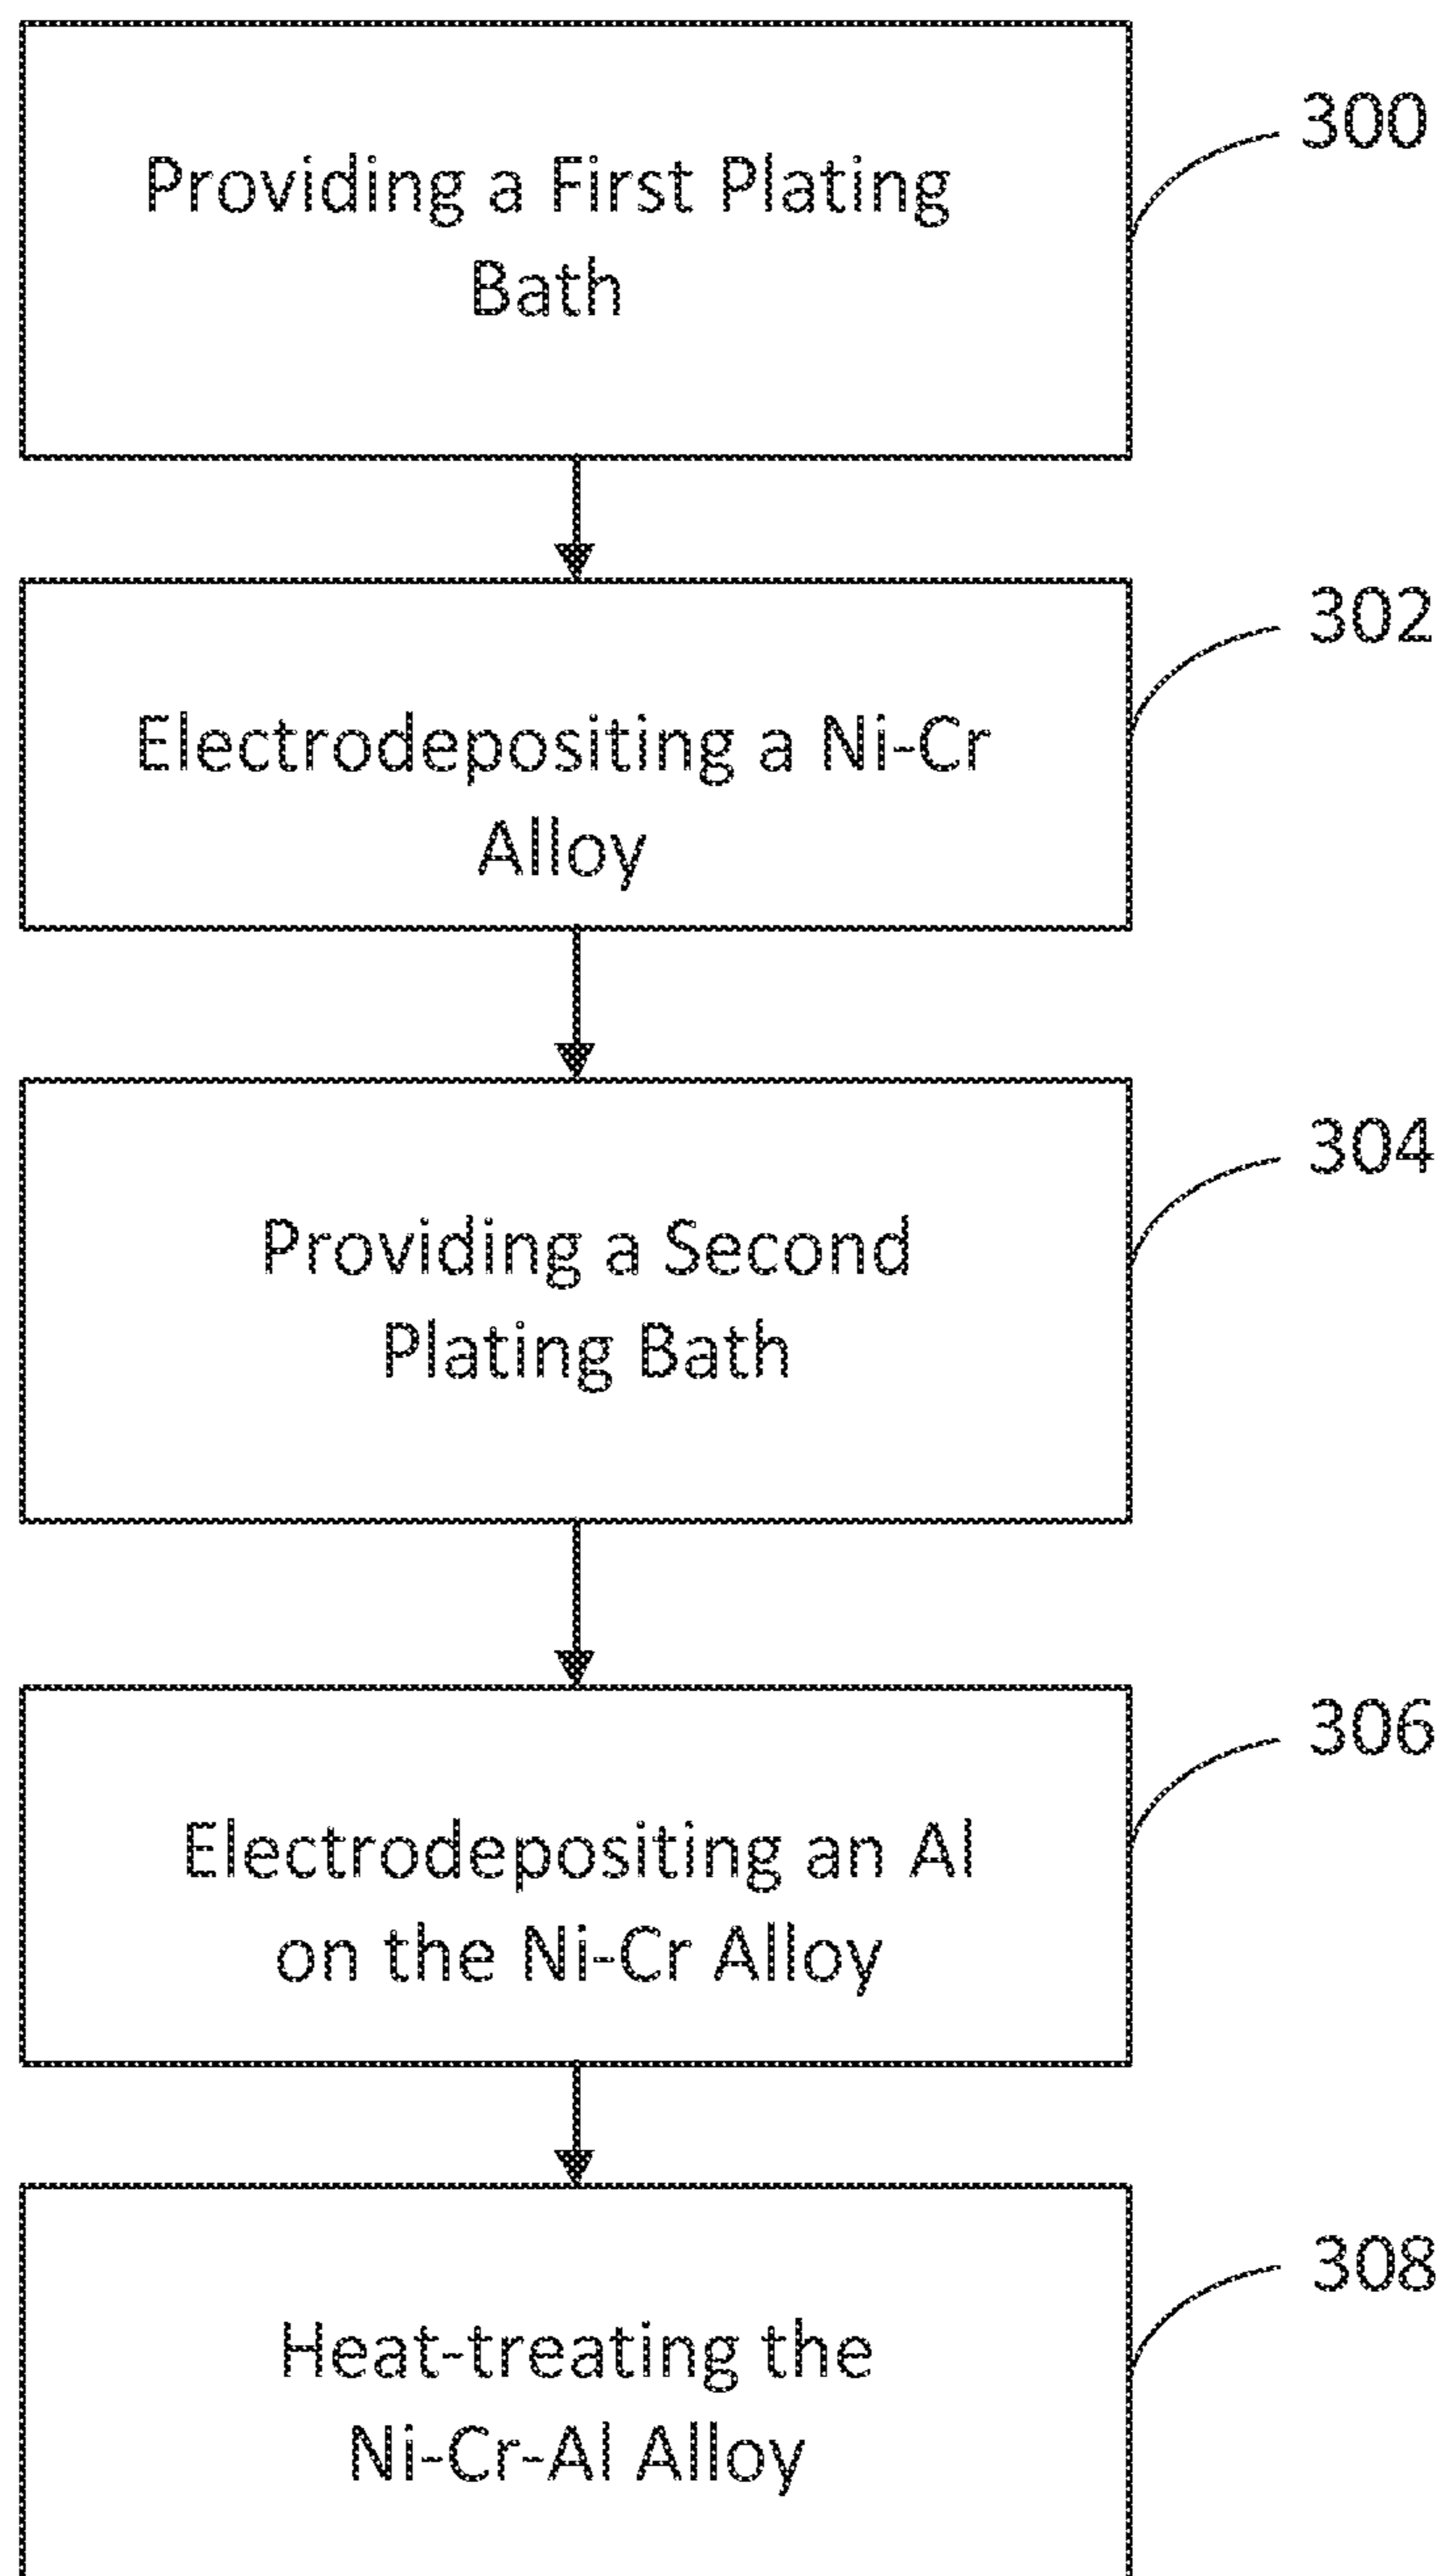 Providing a First Plating
Bath
300
Electrodepositing a Ni-Cr
Alloy
302
Providing a Second
Plating Bath
304
Electrodepositing an Al
on the Ni-Cr Alloy
306
Heat-treating the
Ni-Cr-Al Alloy
308